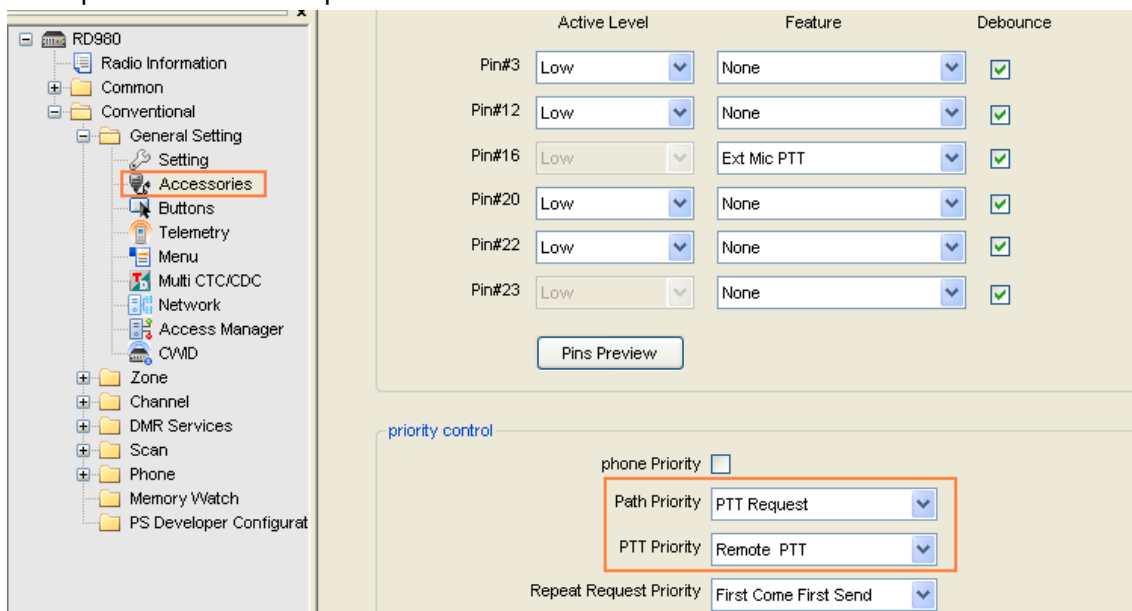 x
RD980
Radio Information
Common
Conventional
General Setting
Setting
Accessories
Buttons
Telemetry
Menu
Multi CTC/CDC
Network
Access Manager
CWID
Zone
Channel
DMR Services
Scan
Phone
Memory Watch
PS Developer Configurat
Active Level Feature Debounce
Pin#3 Low None
Pin#12 Low None
Pin#16 Low Ext Mic PTT
Pin#20 Low None
Pin#22 Low None
Pin#23 Low None
Pins Preview
priority control
phone Priority
Path Priority PTT Request
PTT Priority Remote PTT
Repeat Request Priority First Come First Send